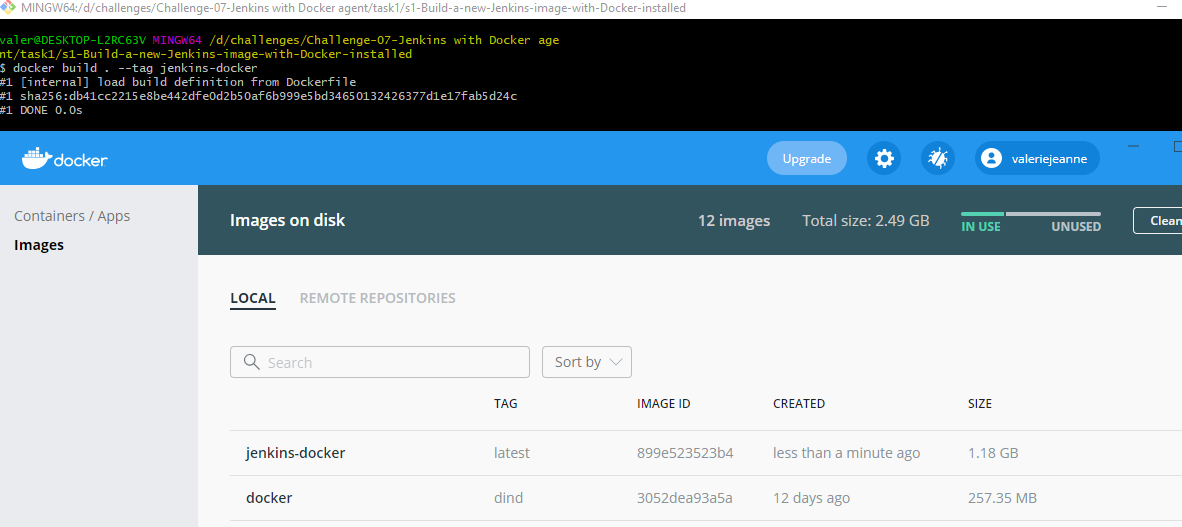 MINGW64:/d/challenges/Challenge-07-Jenkins with Docker agent/task1/s1-Build-a-new-Jenkins-image-with-Docker-installed
valer@DESKTOP-L2RC63V MINGW64 /d/challenges/Challenge-07-Jenkins with Docker age
nt/task1/s1-Build-a-new-Jenkins-image-with-Docker-installed
$ docker build . --tag jenkins-docker
#1 [internal] load build definition from Dockerfile
#1 sha256:db41cc2215e8be442dfe0d2b50af6b999e5bd34650132426377d1e17fab5d24c
#1 DONE 0.0s
docker Upgrade valeriejeanne
Containers / Apps
Images
Images on disk 12 images Total size: 2.49 GB IN USE UNUSED Clean
LOCAL REMOTE REPOSITORIES
Search Sort by
TAG IMAGE ID CREATED SIZE
jenkins-docker latest 899e523523b4 less than a minute ago 1.18 GB
docker dind 3052dea93a5a 12 days ago 257.35 MB